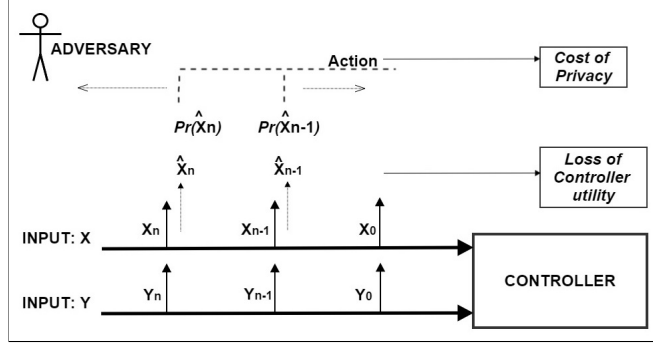 ADVERSARY
Action
Cost of
Privacy
Pr(X̂n) Pr(X̂n-1)
X̂n X̂n-1
Loss of
Controller
utility
INPUT: X Xn Xn-1 X0
CONTROLLER
INPUT: Y Yn Yn-1 Y0